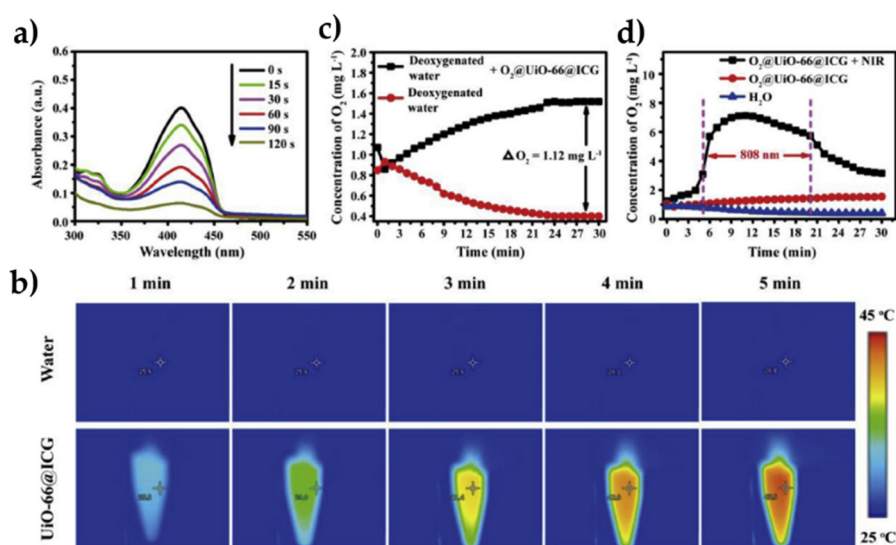 a)
0.6
0.5
0.4
0.3
0.2
0.1
0.0
Absorbance (a.u.)
0 s
15 s
30 s
60 s
90 s
120 s
300 350 400 450 500 550
Wavelength (nm)
c)
2.0
1.8
1.6
1.4
1.2
1.0
0.8
0.6
0.4
Concentration of O2 (mg L-1)
Deoxygenated + O2@UiO-66@ICG
water
Deoxygenated
water
Δ O2 = 1.12 mg L-1
0 3 6 9 12 15 18 21 24 27 30
Time (min)
d)
6
4
2
0
Concentration of O2 (mg L-1)
O2@UiO-66@ICG + NIR
O2@UiO-66@ICG
H2O
808 nm
0 3 6 9 12 15 18 21 24 27 30
Time (min)
b)
1 min 2 min 3 min 4 min 5 min
Water
UiO-66@ICG
45 °C
25 °C